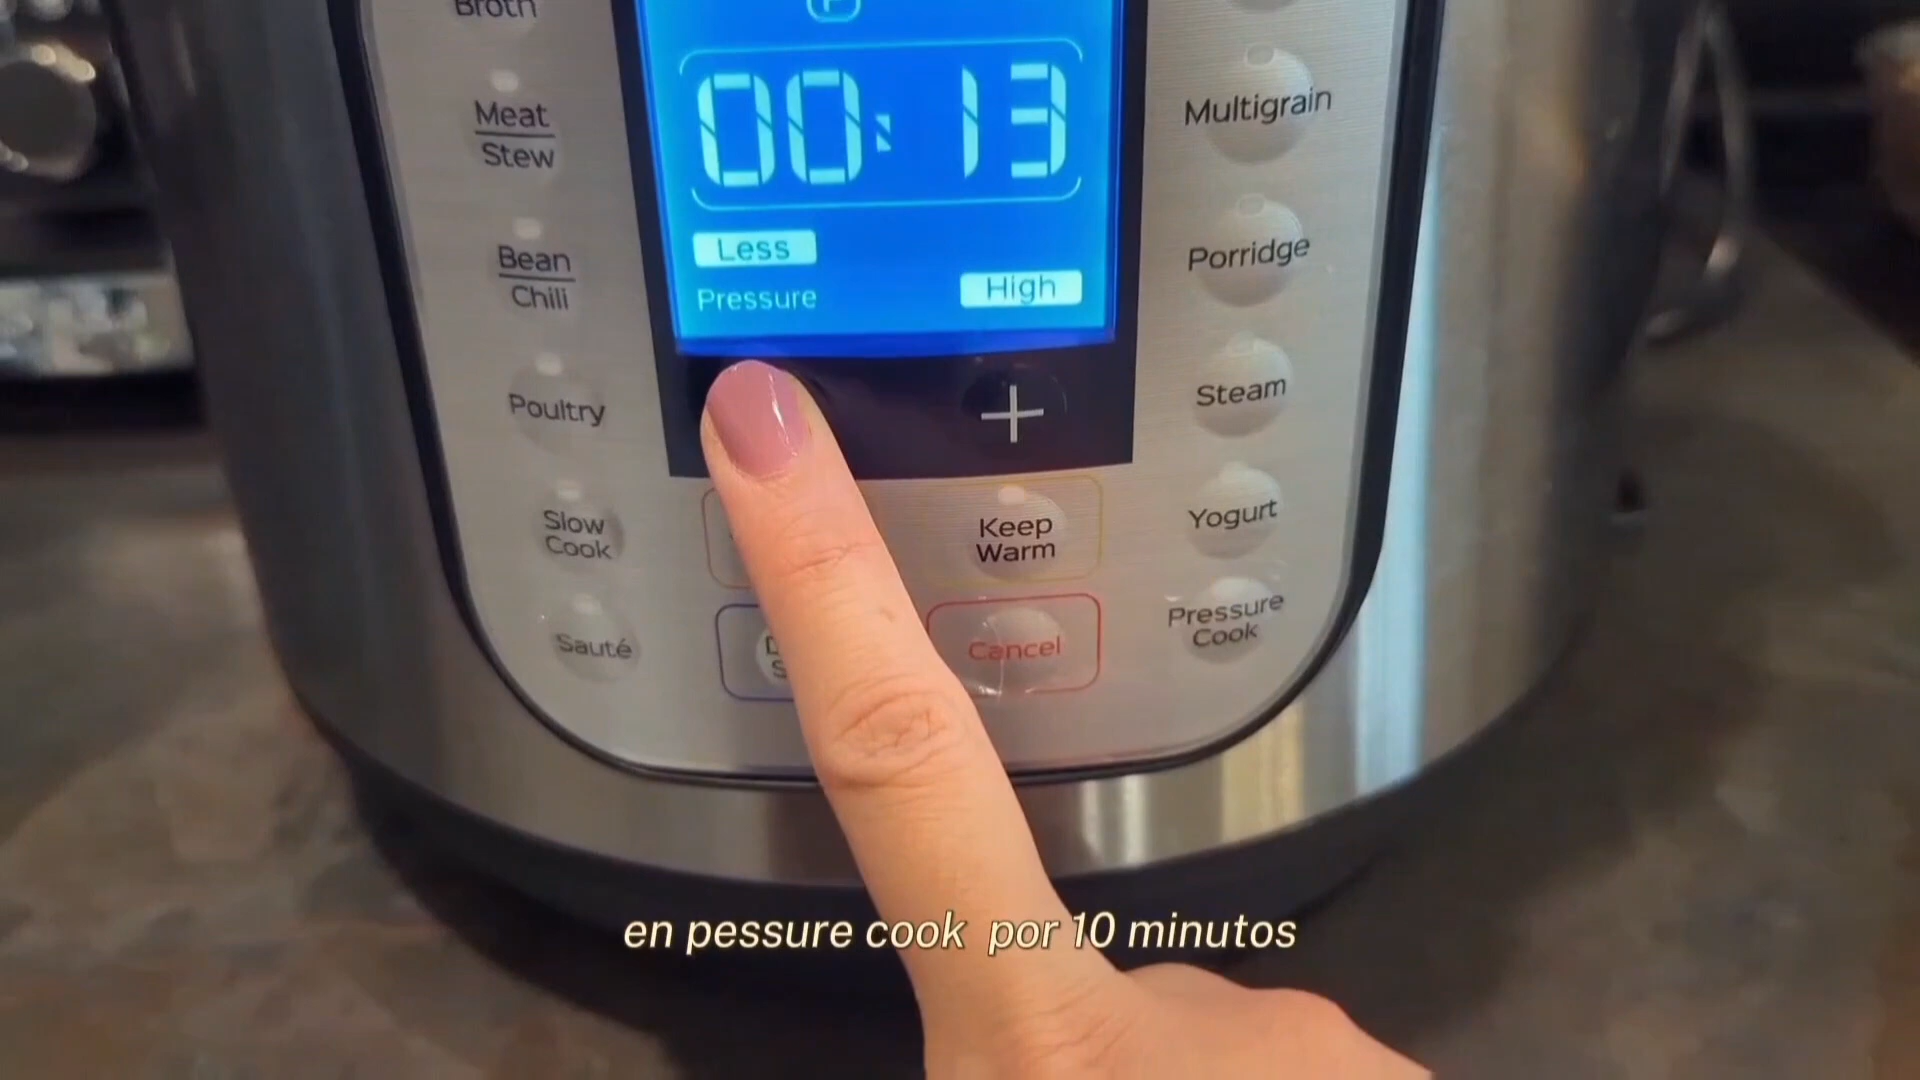 Broth
Meat
Stew
Bean
Chili
Poultry
Slow
Cook
Sauté
00:13
Less
Pressure
High
+
Keep
Warm
Cancel
Multigrain
Porridge
Steam
Yogurt
Pressure
Cook
en pessure cook por 10 minutos